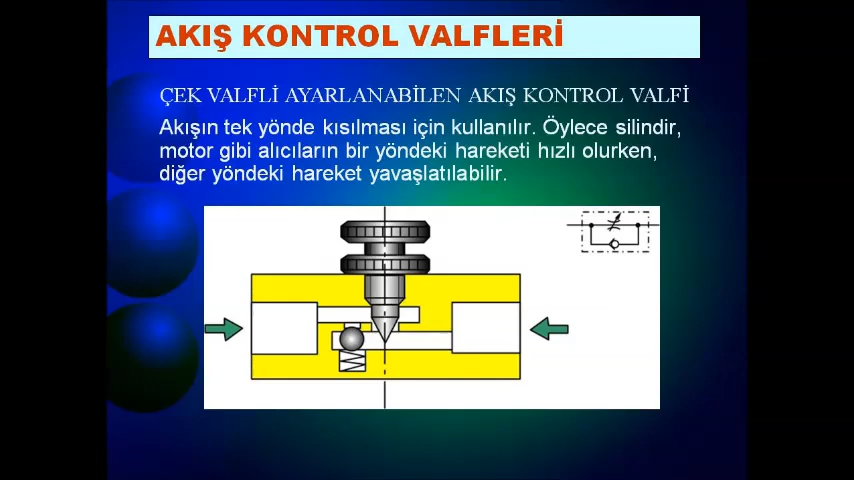 AKIŞ KONTROL VALFLERİ
ÇEK VALFLİ AYARLANABİLEN AKIŞ KONTROL VALFİ
Akışın tek yönde kısılması için kullanılır. Öylece silindir,
motor gibi alıcıların bir yöndeki hareketi hızlı olurken,
diğer yöndeki hareket yavaşlatılabilir.